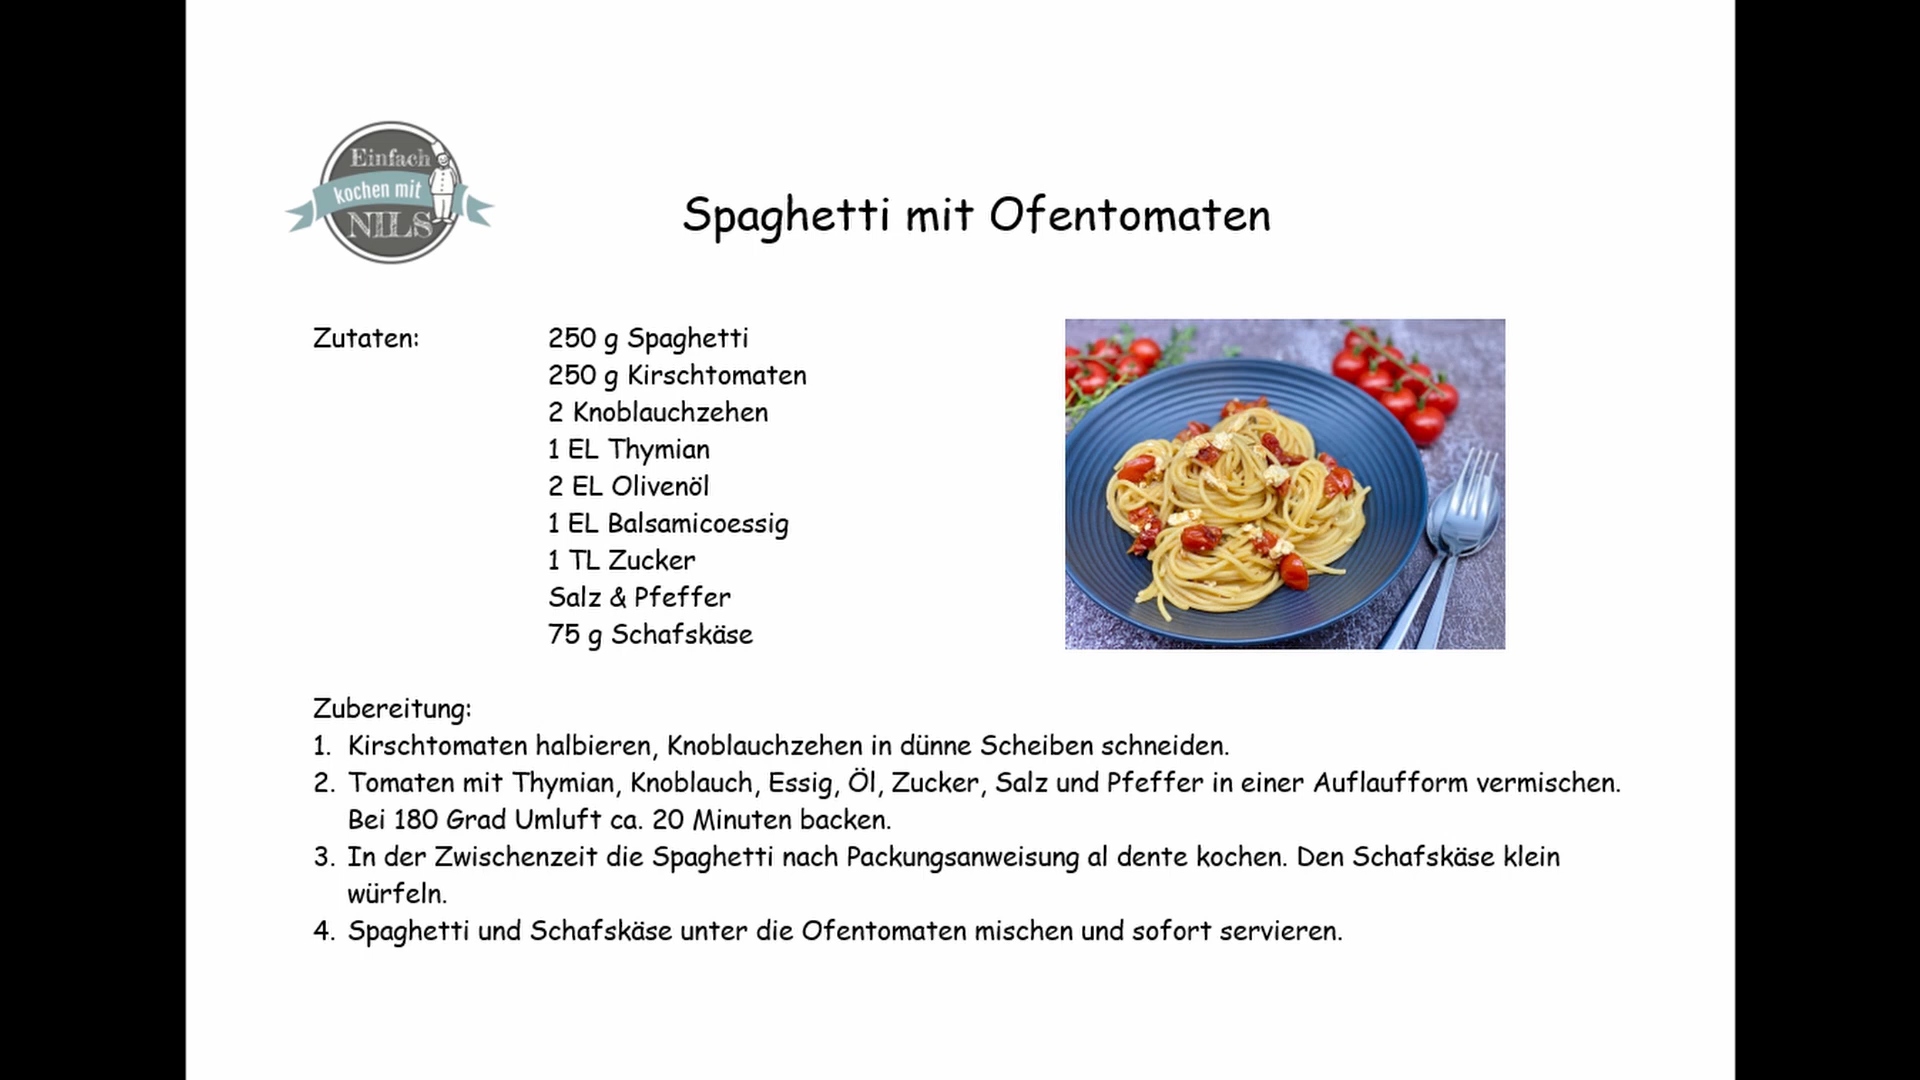 Einfach
kochen mit
NILS
Spaghetti mit Ofentomaten
Zutaten:
250 g Spaghetti
250 g Kirschtomaten
2 Knoblauchzehen
1 EL Thymian
2 EL Olivenöl
1 EL Balsamicoessig
1 TL Zucker
Salz & Pfeffer
75 g Schafskäse
Zubereitung:
1. Kirschtomaten halbieren, Knoblauchzehen in dünne Scheiben schneiden.
2. Tomaten mit Thymian, Knoblauch, Essig, Öl, Zucker, Salz und Pfeffer in einer Auflaufform vermischen.
Bei 180 Grad Umluft ca. 20 Minuten backen.
3. In der Zwischenzeit die Spaghetti nach Packungsanweisung al dente kochen. Den Schafskäse klein
würfeln.
4. Spaghetti und Schafskäse unter die Ofentomaten mischen und sofort servieren.